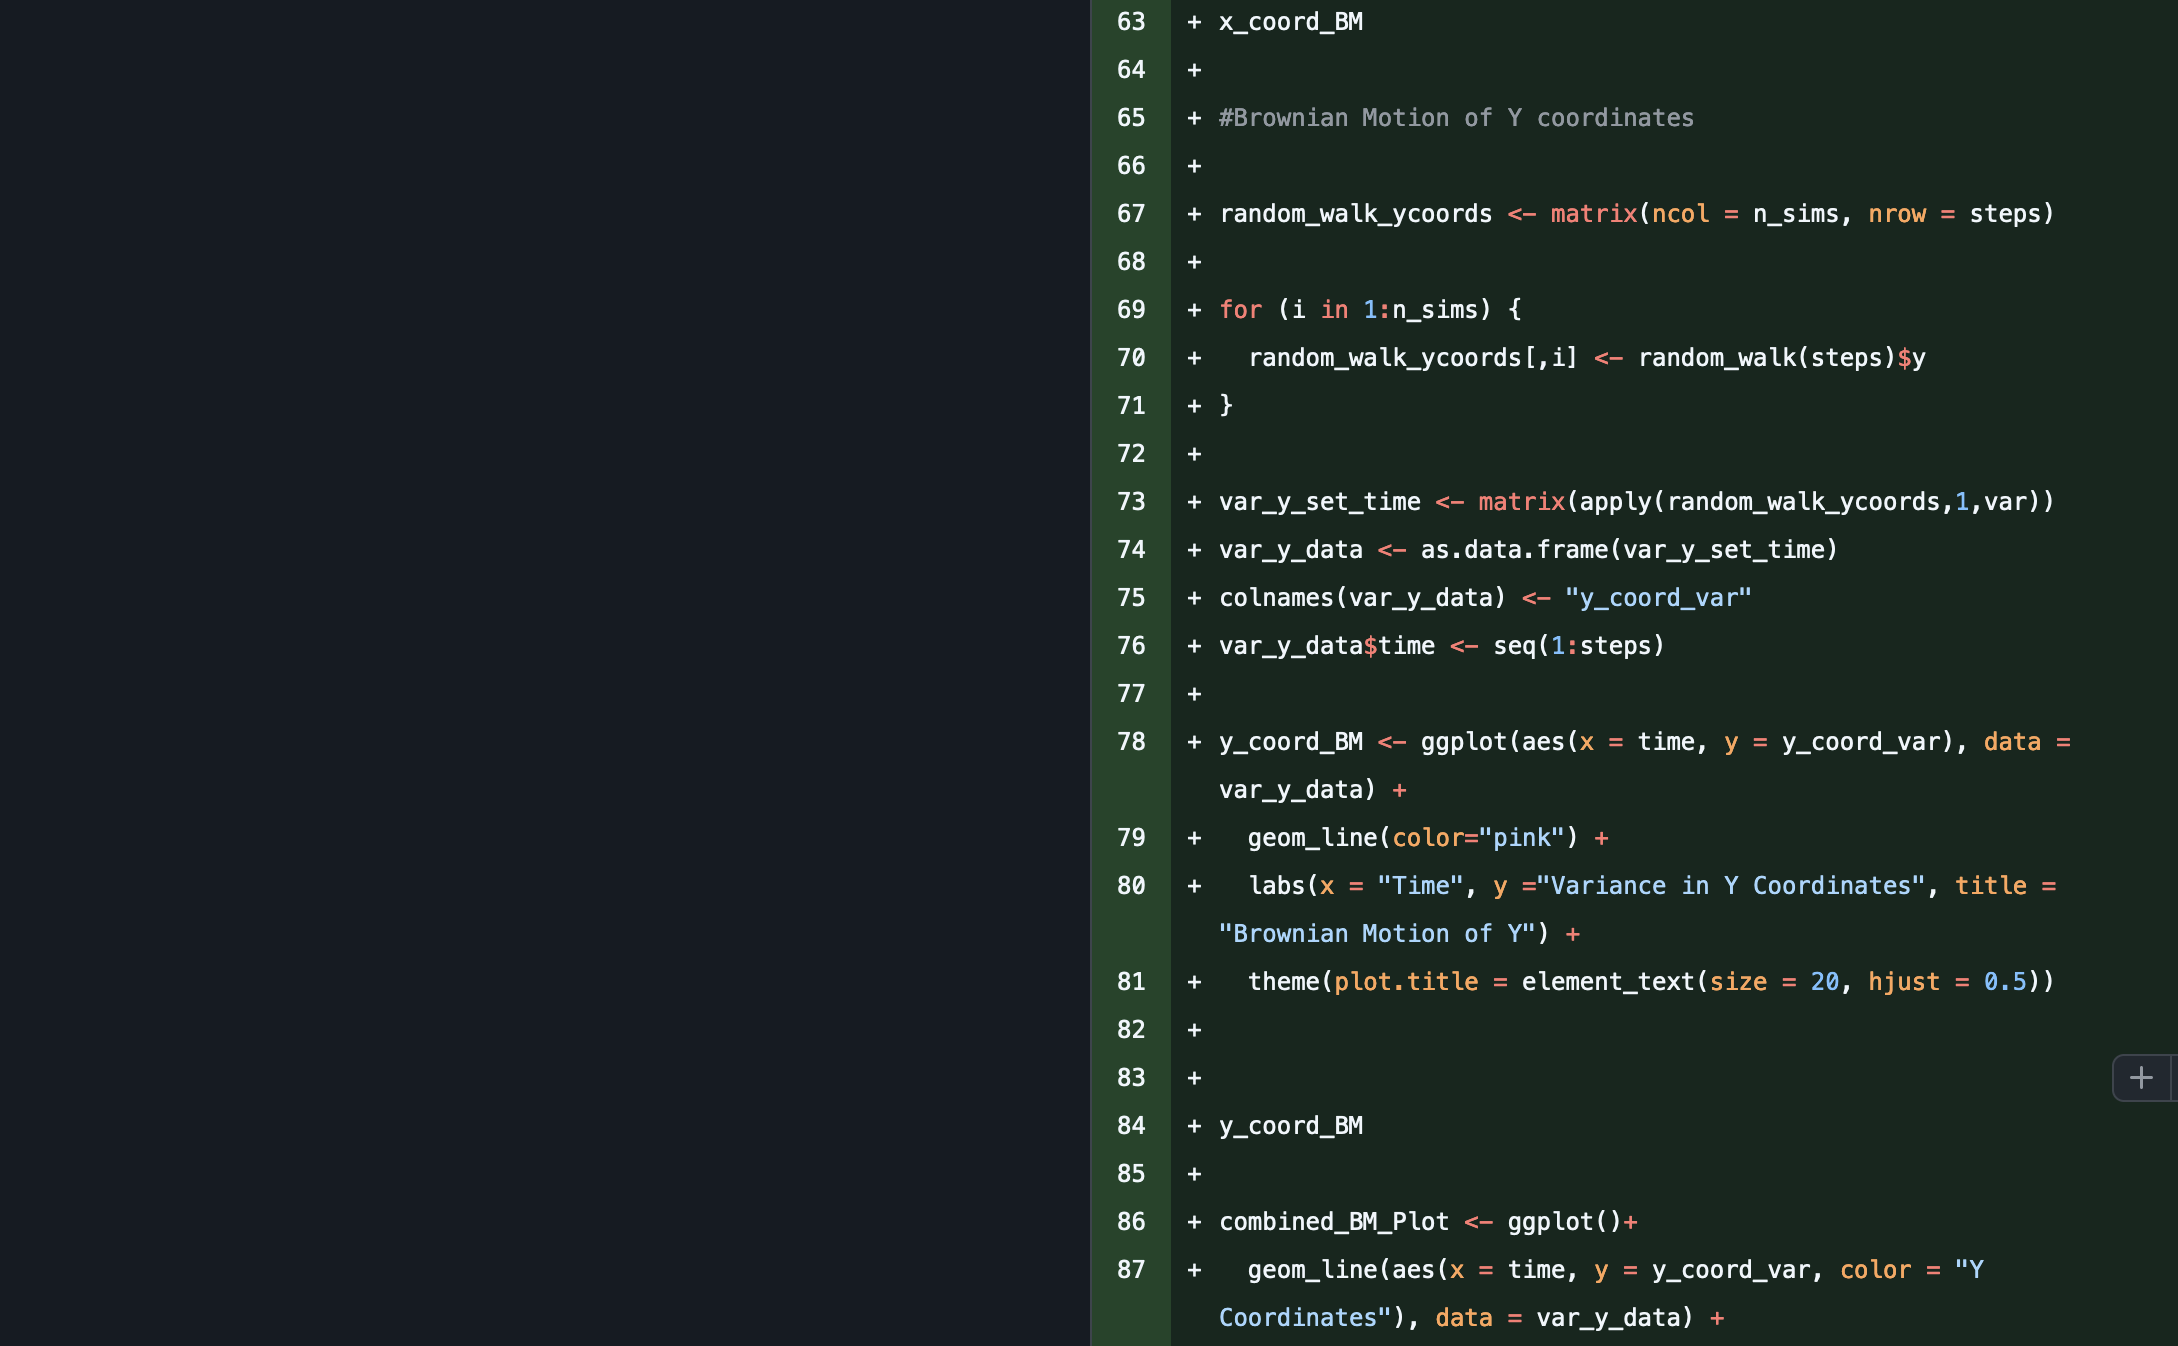 63 + x_coord_BM
64 +
65 + #Brownian Motion of Y coordinates
66 +
67 + random_walk_ycoords <- matrix(ncol = n_sims, nrow = steps)
68 +
69 + for (i in 1:n_sims) {
70 +   random_walk_ycoords[,i] <- random_walk(steps)$y
71 + }
72 +
73 + var_y_set_time <- matrix(apply(random_walk_ycoords,1,var))
74 + var_y_data <- as.data.frame(var_y_set_time)
75 + colnames(var_y_data) <- "y_coord_var"
76 + var_y_data$time <- seq(1:steps)
77 +
78 + y_coord_BM <- ggplot(aes(x = time, y = y_coord_var), data =
var_y_data) +
79 +   geom_line(color="pink") +
80 +   labs(x = "Time", y ="Variance in Y Coordinates", title =
"Brownian Motion of Y") +
81 +   theme(plot.title = element_text(size = 20, hjust = 0.5))
82 +
83 +
84 + y_coord_BM
85 +
86 + combined_BM_Plot <- ggplot()+
87 +   geom_line(aes(x = time, y = y_coord_var, color = "Y
Coordinates"), data = var_y_data) +